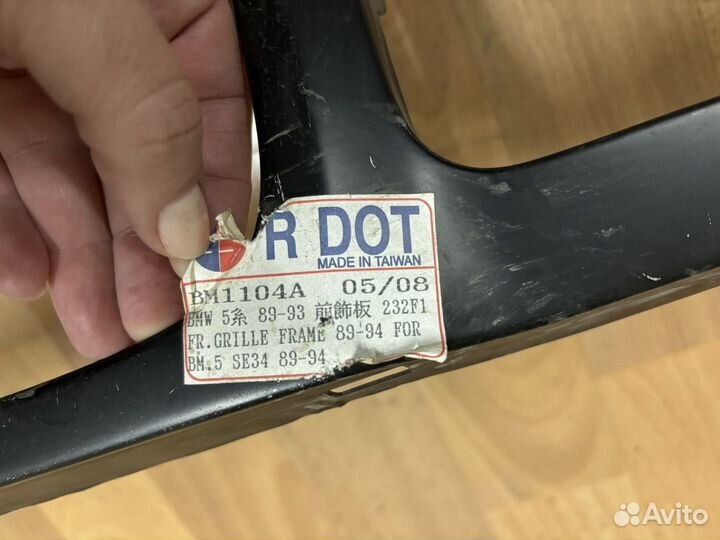 R DOT
MADE IN TAIWAN
BM1104A 05/08
BMW 5系 89-93 前飾板 232F1
FR.GRILLE FRAME 89-94 FOR
BM.5 SE34 89-94
Avito